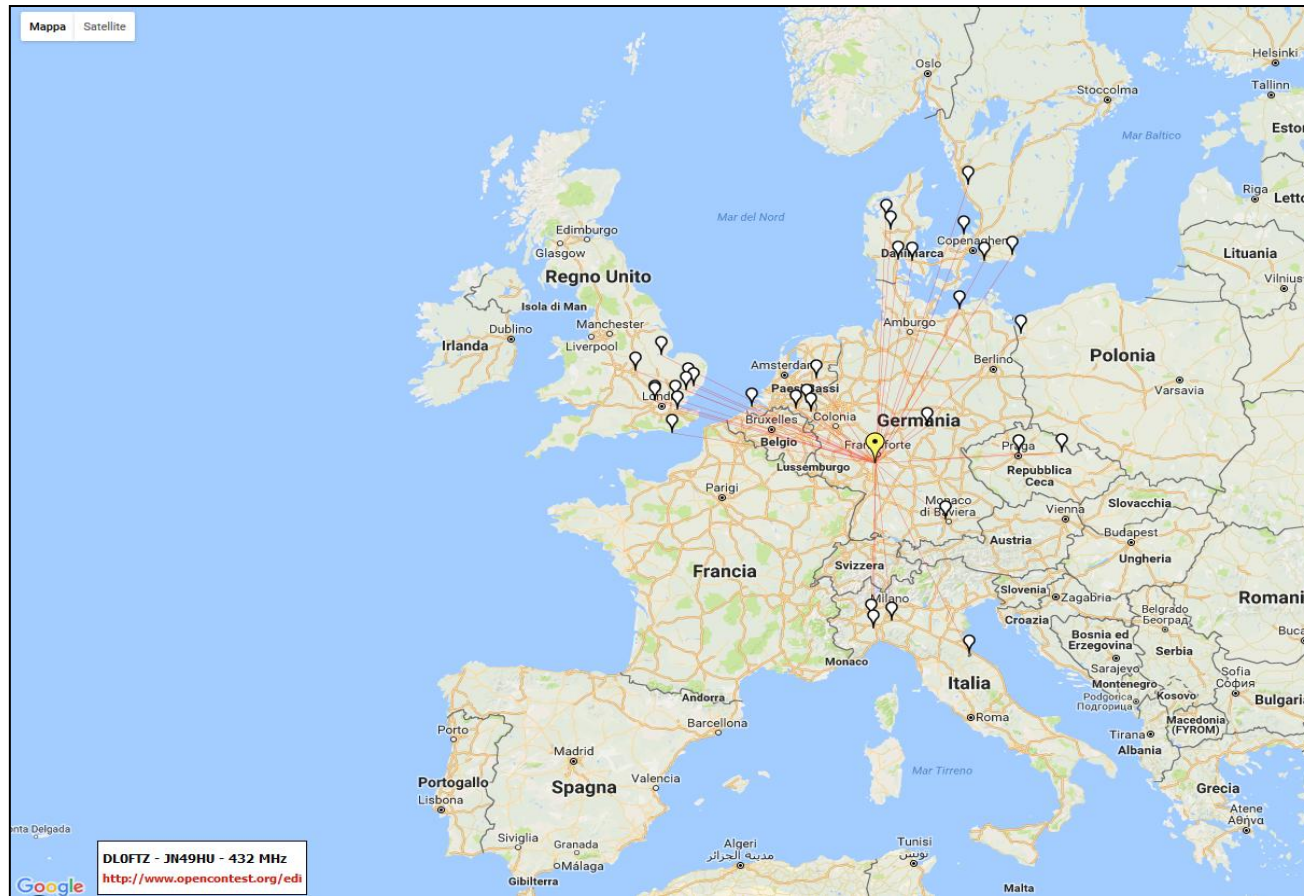 Mappa
Satellite
Helsinki
Oslo
Tallinn
Stoccolma
Mar Baltico
Riga
Mar del Nord
Edimburgo
Glasgow
Copenaghen
Lituania
Regno Unito
Vilnius
Isola di Man
Dublino
Manchester
Amburgo
Irlanda
Liverpool
Amsterdam
Berlino
Polonia
Varsavia
Colonia
Bruxelles
Germania
Belgio
Praga
Lussemburgo
Repubblica
Ceca
Parigi
Slovacchia
Monaco
di Baviera
Vienna
Budapest
Austria
Ungheria
Svizzera
Francia
Slovenia
Zagabria
Milano
Croazia
Belgrado
Београд
Bosnia ed
Erzegovina
Serbia
Monaco
Sarajevo
Sofia
София
Italia
Montenegro
Kosovo
Andorra
Podgorica
Подгорица
Bulgaria
Barcellona
Roma
Macedonia
(FYROM)
Porto
Tirana
Albania
Madrid
Mar Tirreno
Portogallo
Spagna
Valencia
Grecia
Lisbona
Atene
Αθήνα
Siviglia
Granada
Algeri
مدينة الجزائر
Tunisi
تونس
Málaga
Gibilterra
Malta
DL0FTZ - JN49HU - 432 MHz
http://www.opencontest.org/edi
Google